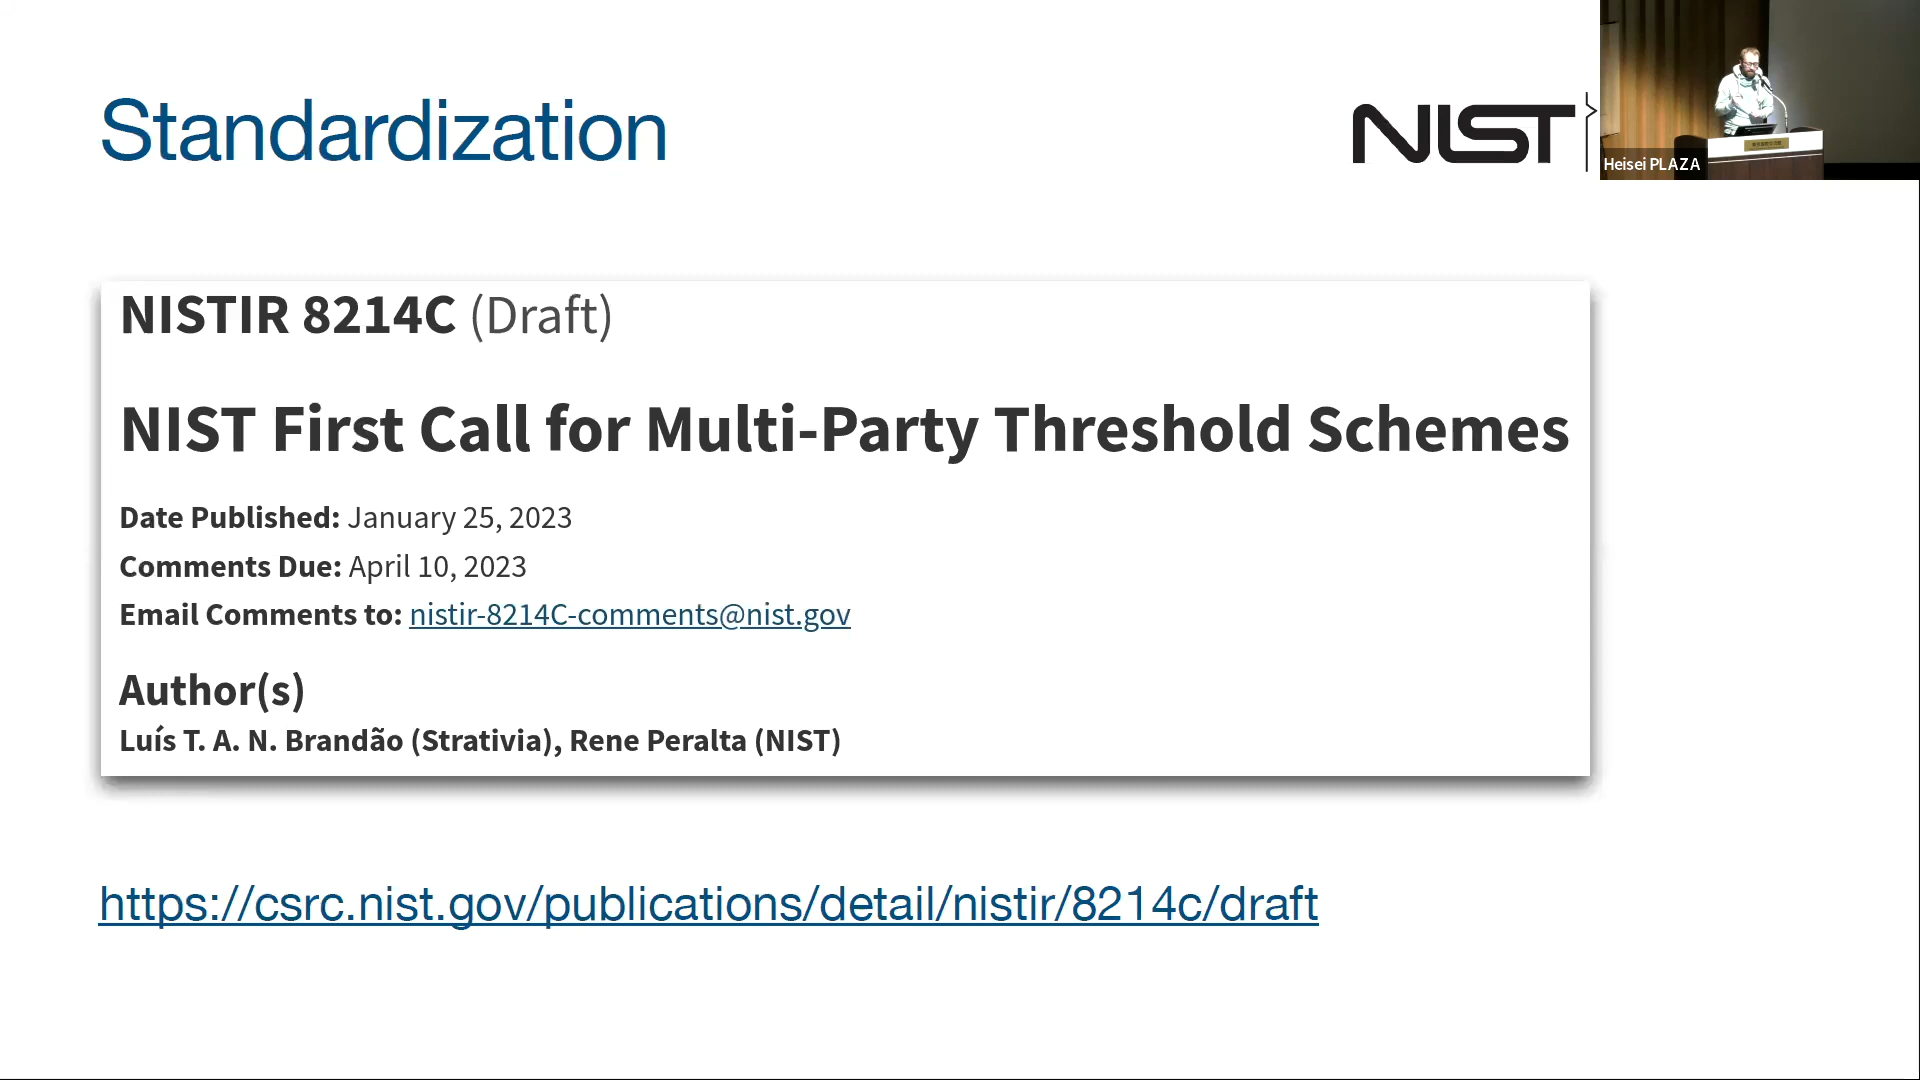 Standardization
NIST
Heisei PLAZA
NISTIR 8214C (Draft)
NIST First Call for Multi-Party Threshold Schemes
Date Published: January 25, 2023
Comments Due: April 10, 2023
Email Comments to: nistir-8214C-comments@nist.gov
Author(s)
Luís T. A. N. Brandão (Strativia), Rene Peralta (NIST)
https://csrc.nist.gov/publications/detail/nistir/8214c/draft